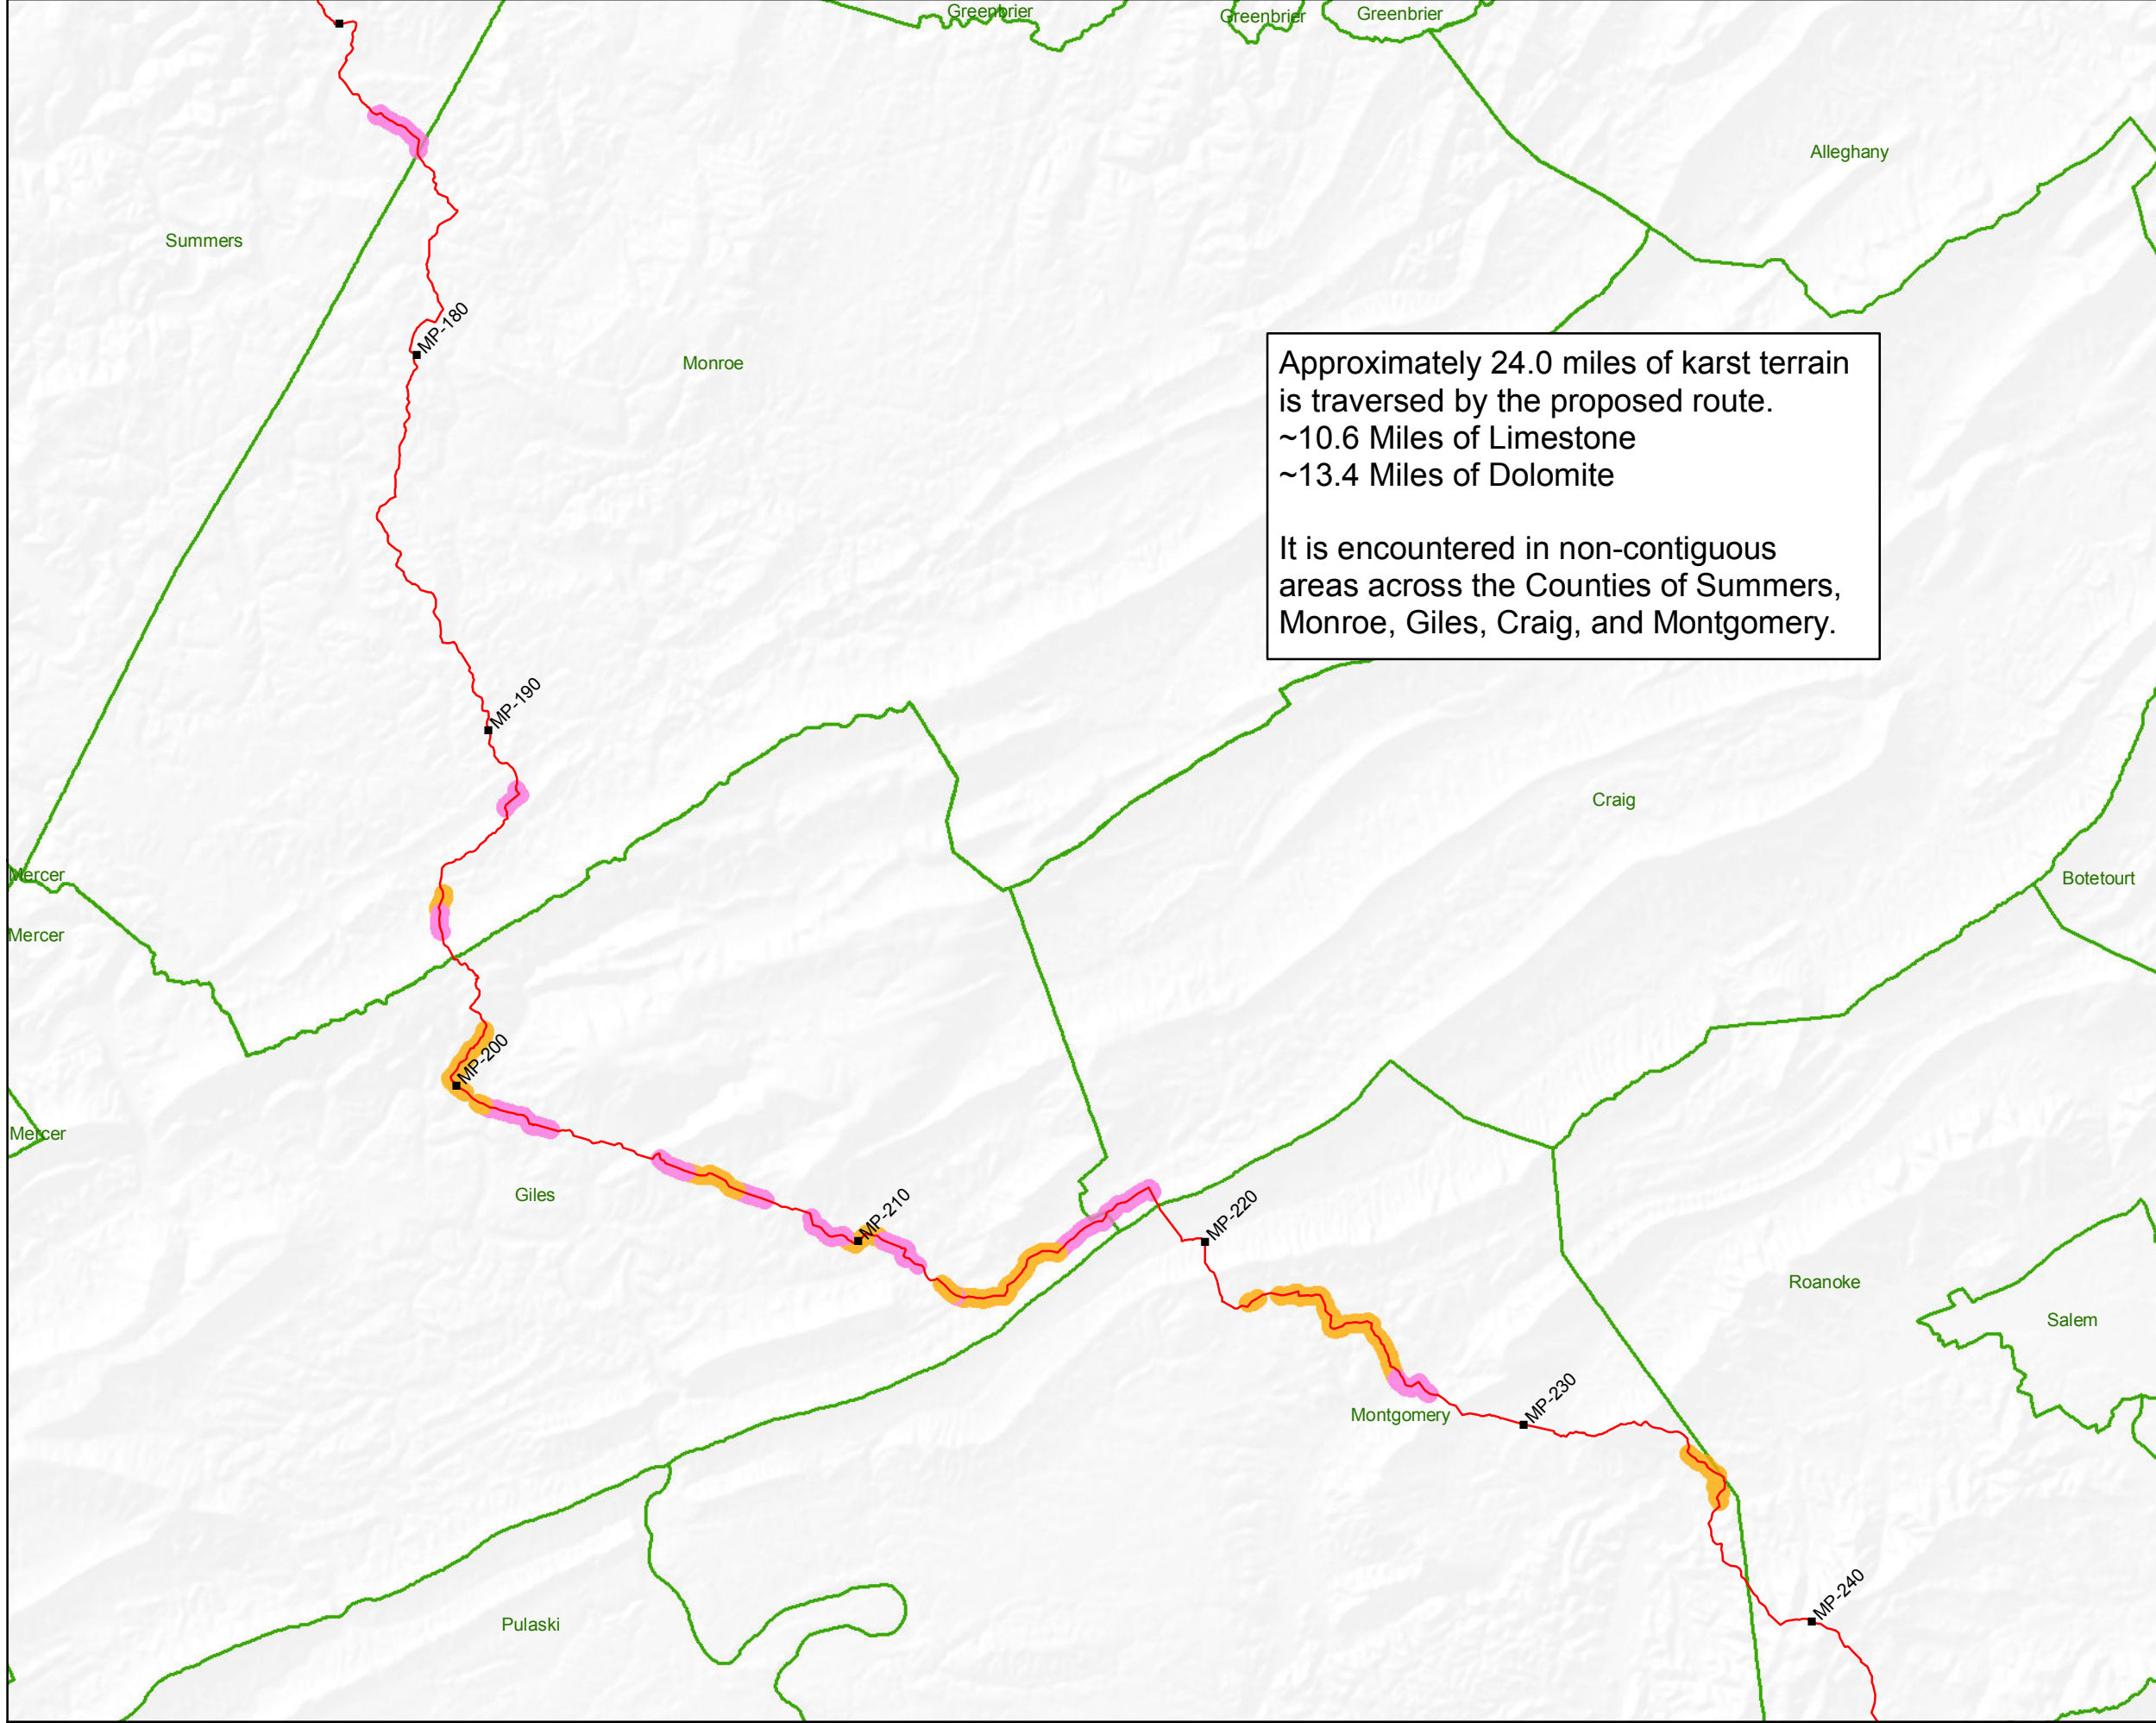 Greenbrier
Greenbrier
Greenbrier
Alleghany
Summers
MP-180
Monroe
Approximately 24.0 miles of karst terrain
is traversed by the proposed route.
~10.6 Miles of Limestone
~13.4 Miles of Dolomite
It is encountered in non-contiguous
areas across the Counties of Summers,
Monroe, Giles, Craig, and Montgomery.
MP-190
Craig
Mercer
Botetourt
Mercer
MP-200
Mercer
Giles
MP-210
MP-220
Roanoke
Salem
MP-230
Montgomery
MP-240
Pulaski